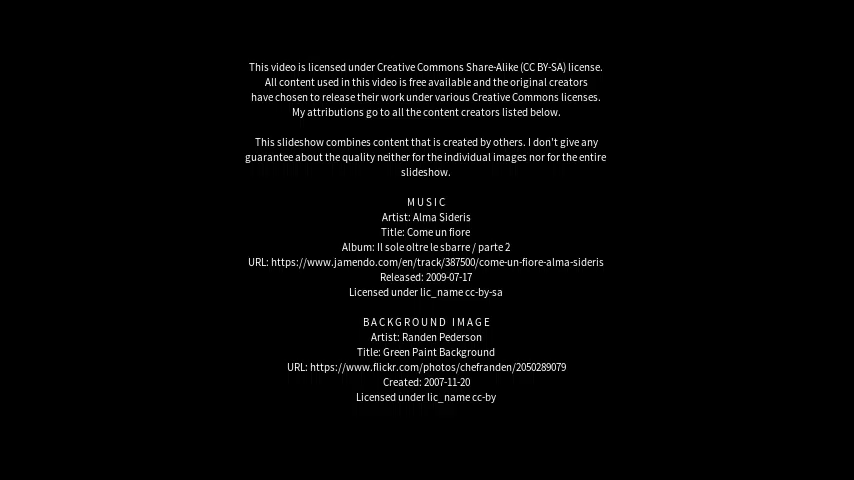 This video is licensed under Creative Commons Share-Alike (CC BY-SA) license.
All content used in this video is free available and the original creators
have chosen to release their work under various Creative Commons licenses.
My attributions go to all the content creators listed below.
This slideshow combines content that is created by others. I don't give any
guarantee about the quality neither for the individual images nor for the entire
slideshow.
MUSIC
Artist: Alma Sideris
Title: Come un fiore
Album: Il sole oltre le sbarre / parte 2
URL: https://www.jamendo.com/en/track/387500/come-un-fiore-alma-sideris
Released: 2009-07-17
Licensed under lic_name cc-by-sa
BACKGROUND IMAGE
Artist: Randen Pederson
Title: Green Paint Background
URL: https://www.flickr.com/photos/chefranden/2050289079
Created: 2007-11-20
Licensed under lic_name cc-by